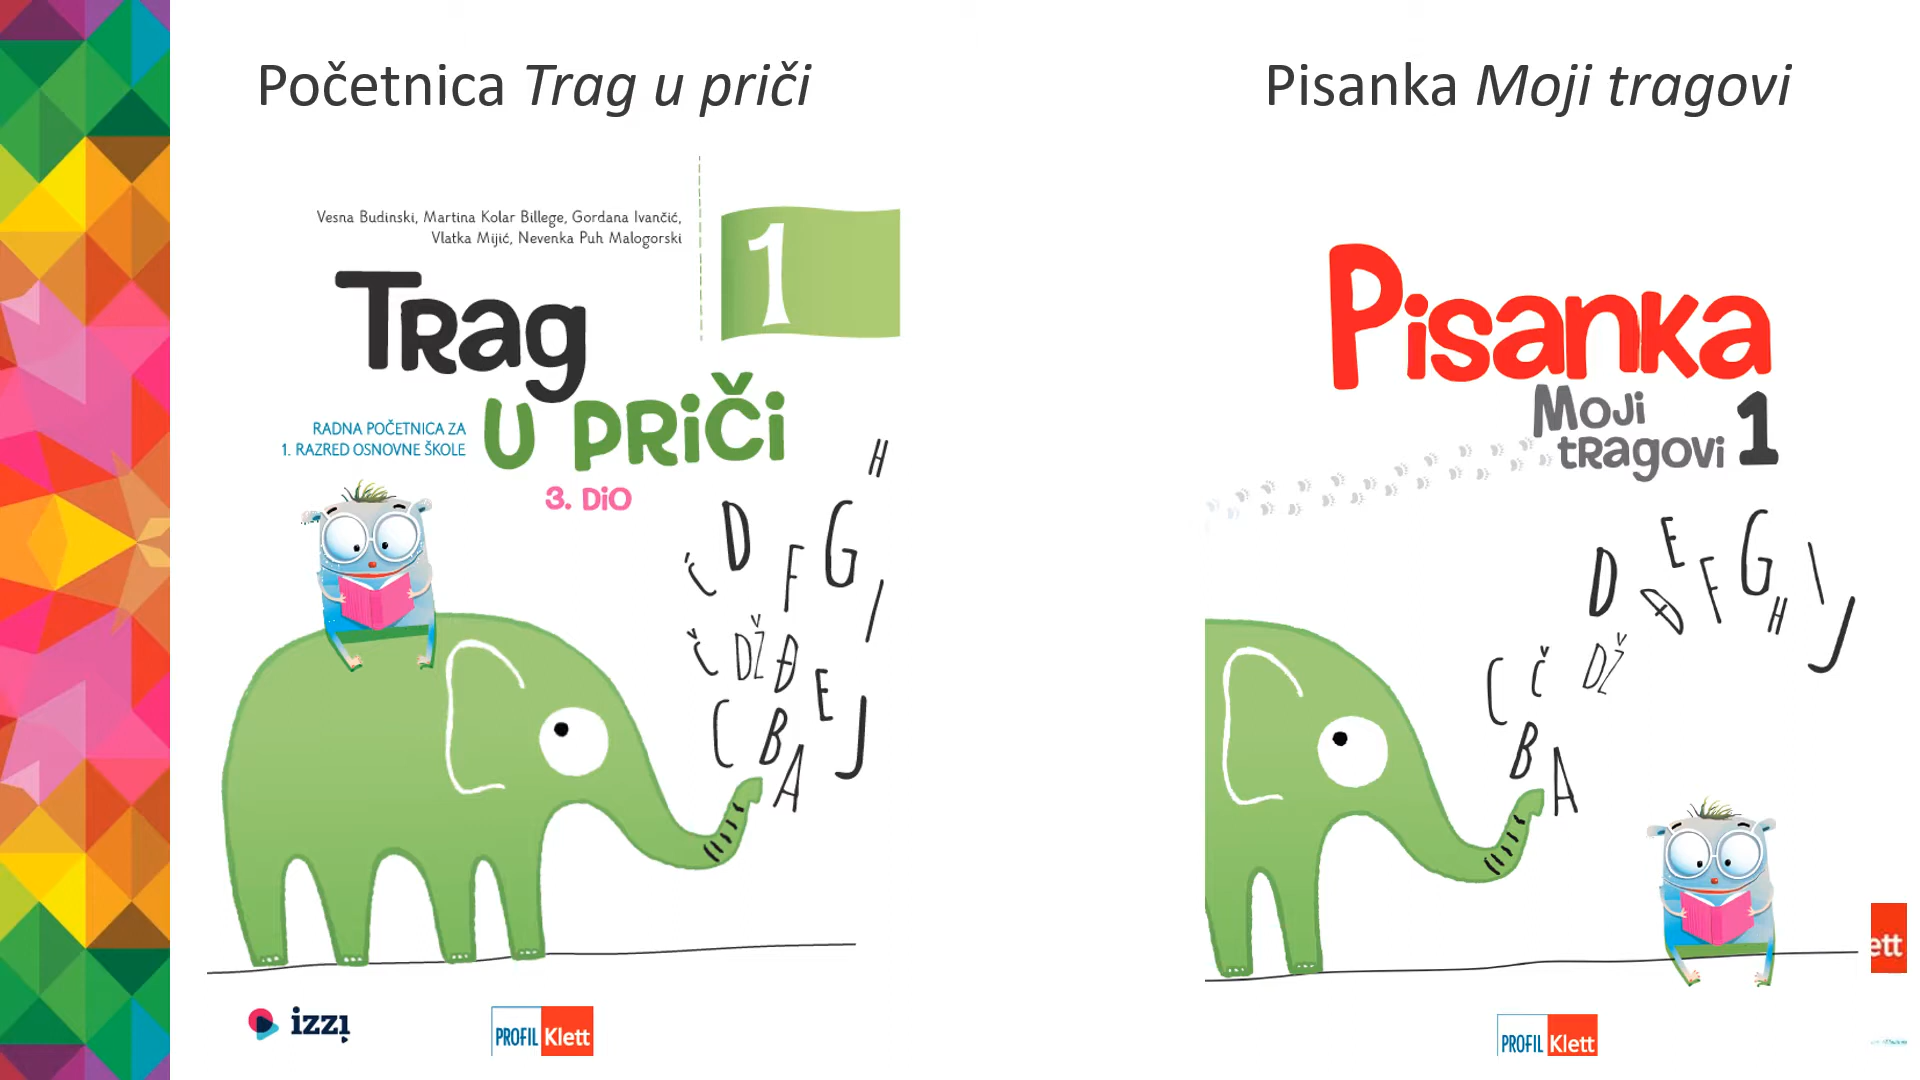 Početnica Trag u priči
Vesna Budinski, Martina Kolar Billege, Gordana Ivančić,
Vlatka Mijić, Nevenka Puh Malogorski
1
Trag
u priči
RADNA POČETNICA ZA
1. RAZRED OSNOVNE ŠKOLE
3. DiO
H
D F G
Ć
I
Č DŽ Đ E
C B J
A
izzi
PROFIL Klett
Pisanka Moji tragovi
Pisanka
Moji
tragovi 1
D E F G I
Đ H J
C Č DŽ
B A
ett
PROFIL Klett